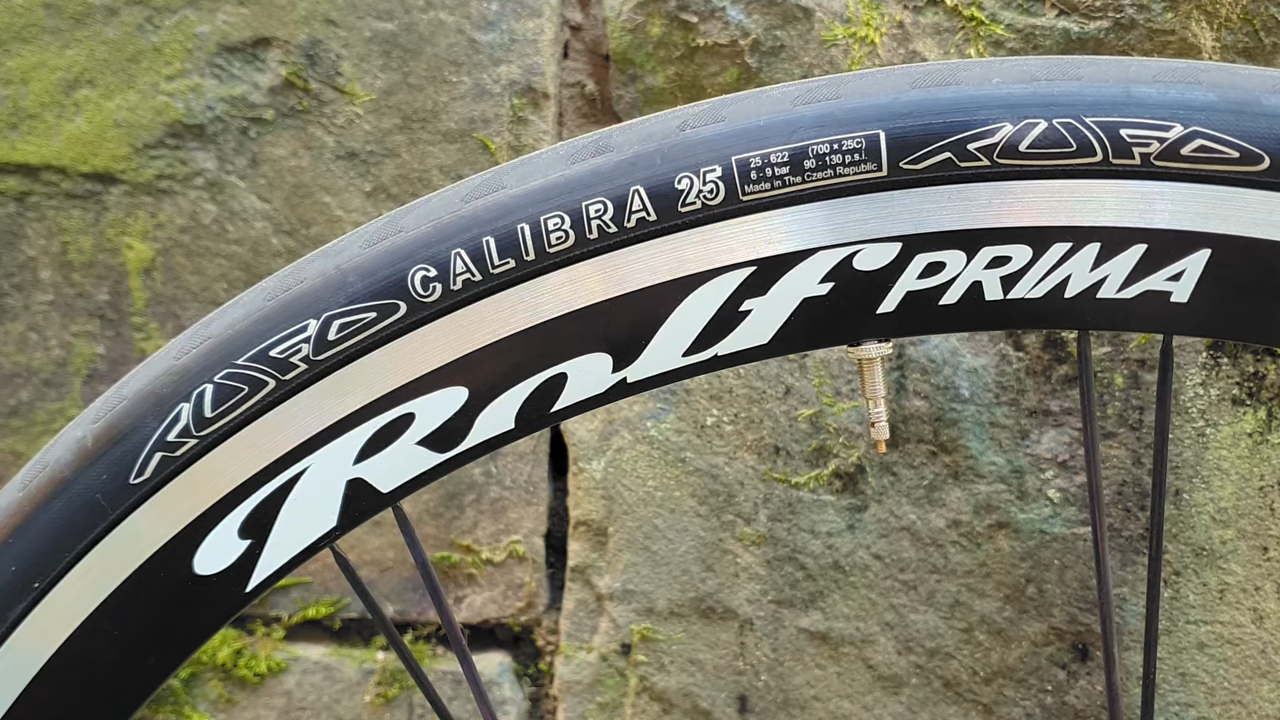 TUFO CALIBRA 25
25 - 622 (700 × 25C)
6 - 9 bar 90 - 130 p.s.i.
Made in The Czech Republic
TUFO
Rolf PRIMA